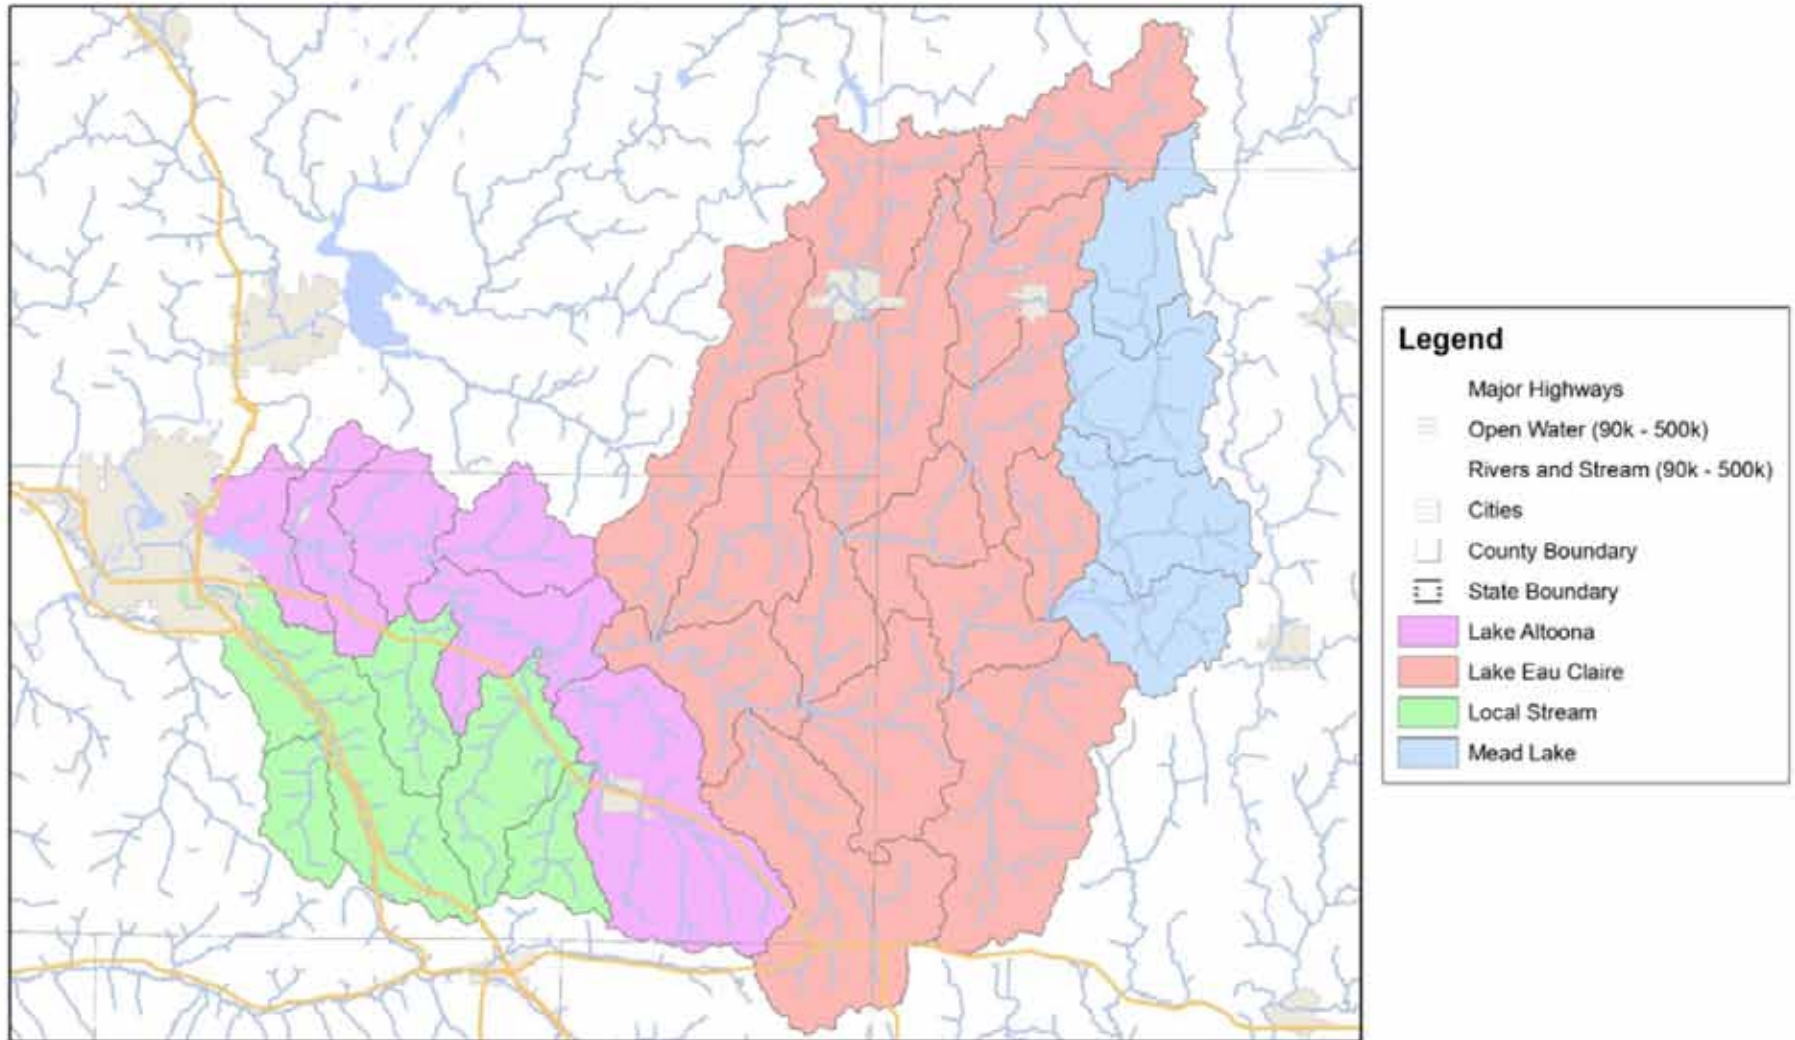 Legend
Major Highways
Open Water (90k - 500k)
Rivers and Stream (90k - 500k)
Cities
County Boundary
State Boundary
Lake Altoona
Lake Eau Claire
Local Stream
Mead Lake